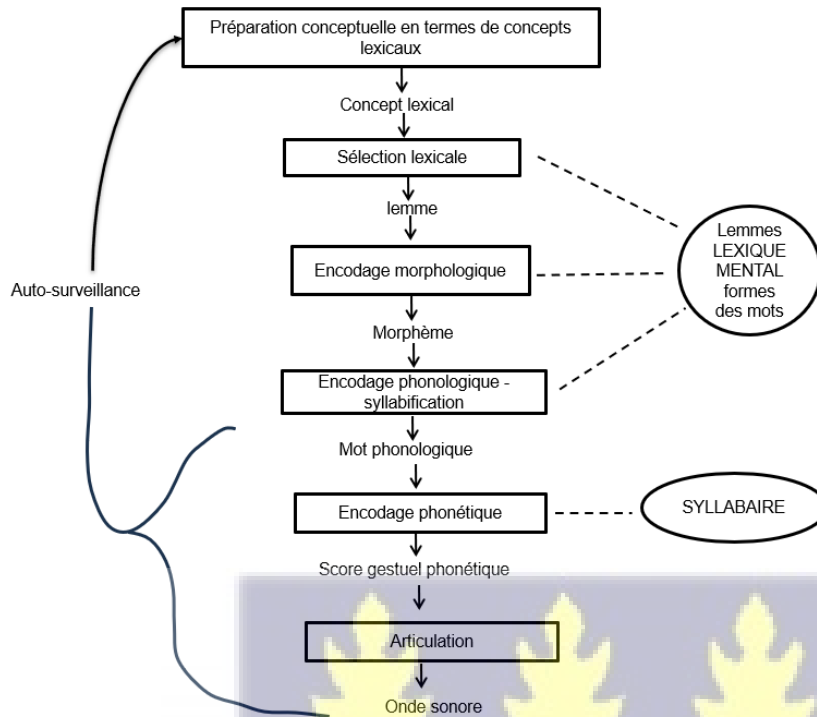 Préparation conceptuelle en termes de concepts
lexicaux
Concept lexical
Sélection lexicale
lemme
Encodage morphologique
Lemmes
LEXIQUE
MENTAL
formes
des mots
Auto-surveillance
Morphème
Encodage phonologique -
syllabification
Mot phonologique
Encodage phonétique
SYLLABAIRE
Score gestuel phonétique
Articulation
Onde sonore